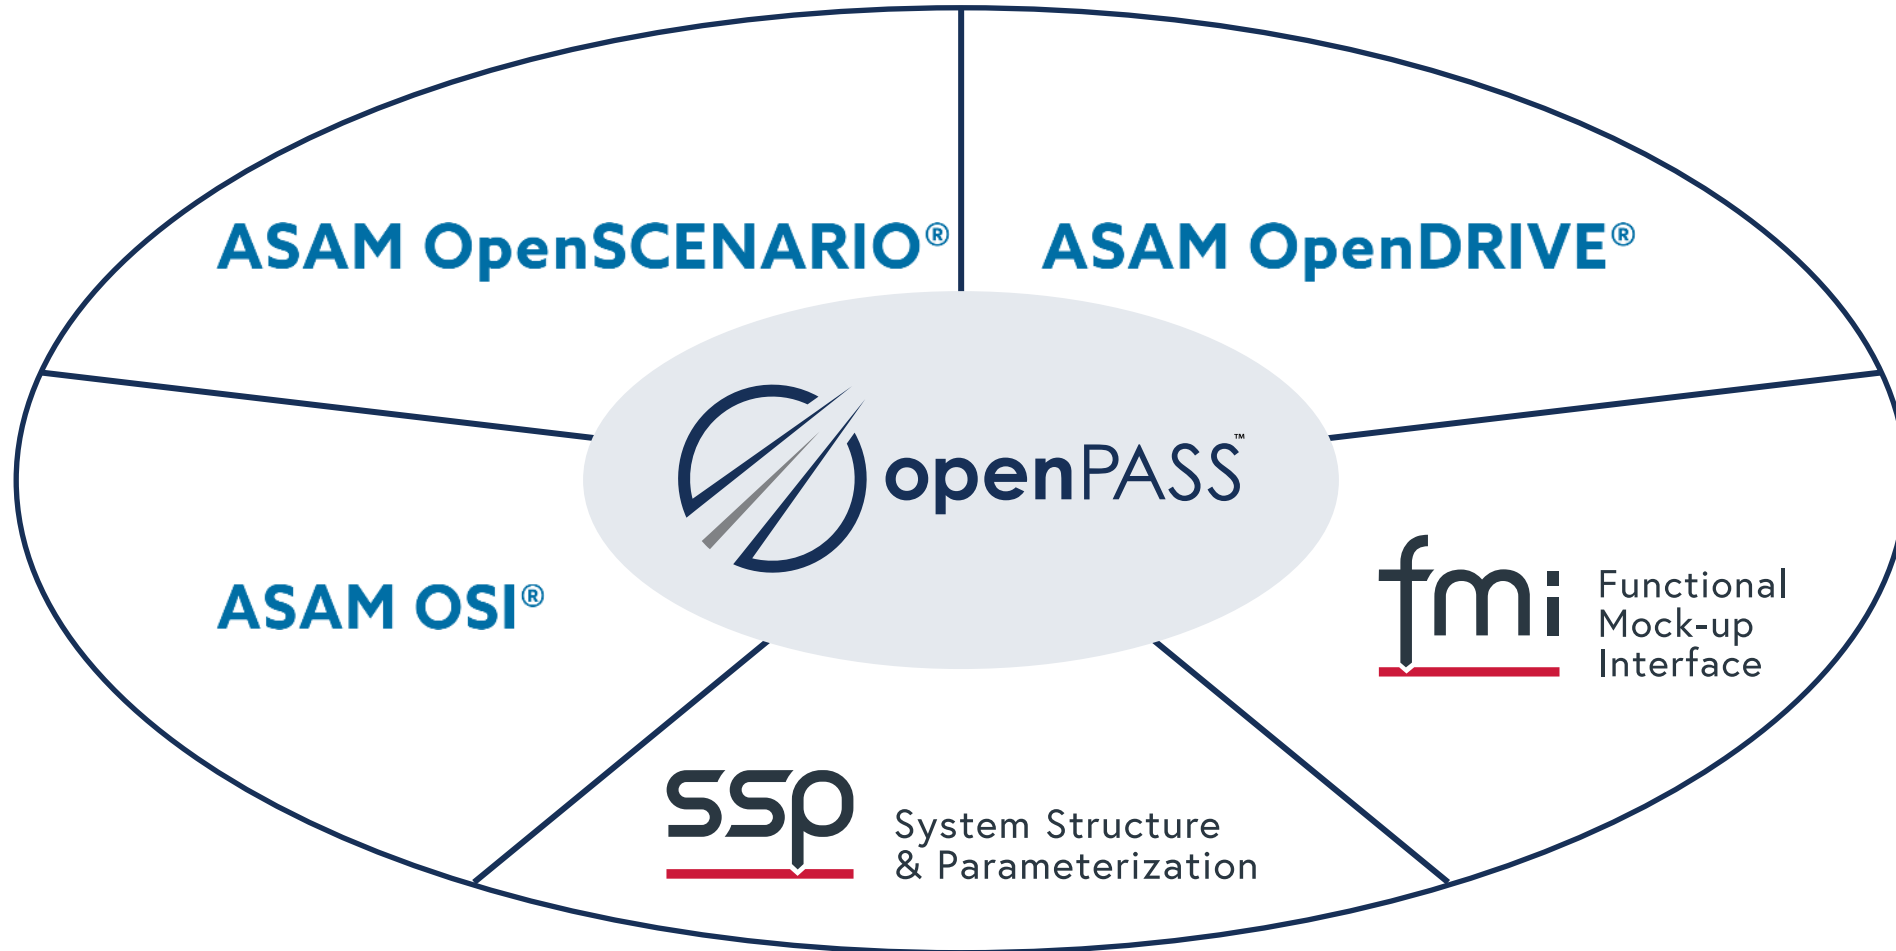 ASAM OpenSCENARIO®
ASAM OpenDRIVE®
openPASS™
ASAM OSI®
fmi
Functional
Mock-up
Interface
ssp
System Structure
& Parameterization